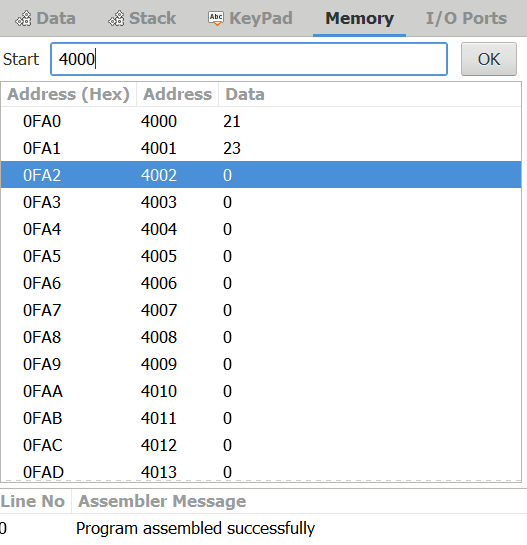 Data Stack Abc KeyPad Memory I/O Ports
Start 4000 OK
Address (Hex) Address Data
0FA0 4000 21
0FA1 4001 23
0FA2 4002 0
0FA3 4003 0
0FA4 4004 0
0FA5 4005 0
0FA6 4006 0
0FA7 4007 0
0FA8 4008 0
0FA9 4009 0
0FAA 4010 0
0FAB 4011 0
0FAC 4012 0
0FAD 4013 0
Line No Assembler Message
0 Program assembled successfully